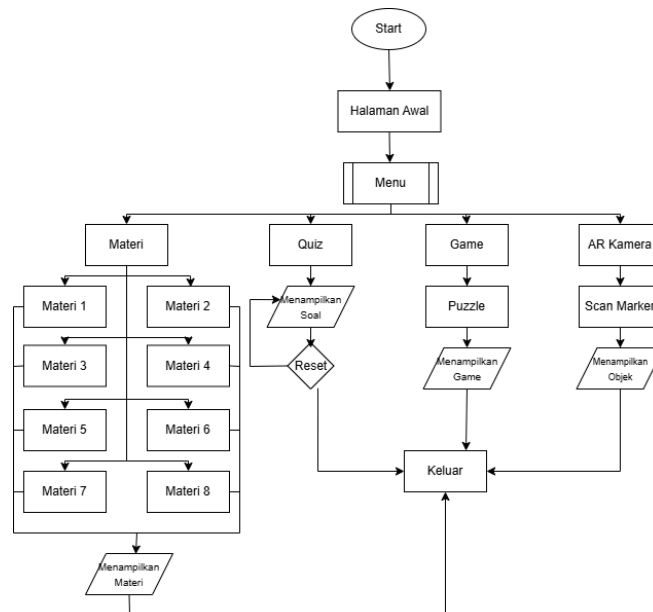 Start
Halaman Awal
Menu
Materi
Quiz
Game
AR Kamera
Materi 1
Materi 2
Menampilkan
Soal
Puzzle
Scan Marker
Materi 3
Materi 4
Reset
Menampilkan
Game
Menampilkan
Objek
Materi 5
Materi 6
Materi 7
Materi 8
Keluar
Menampilkan
Materi